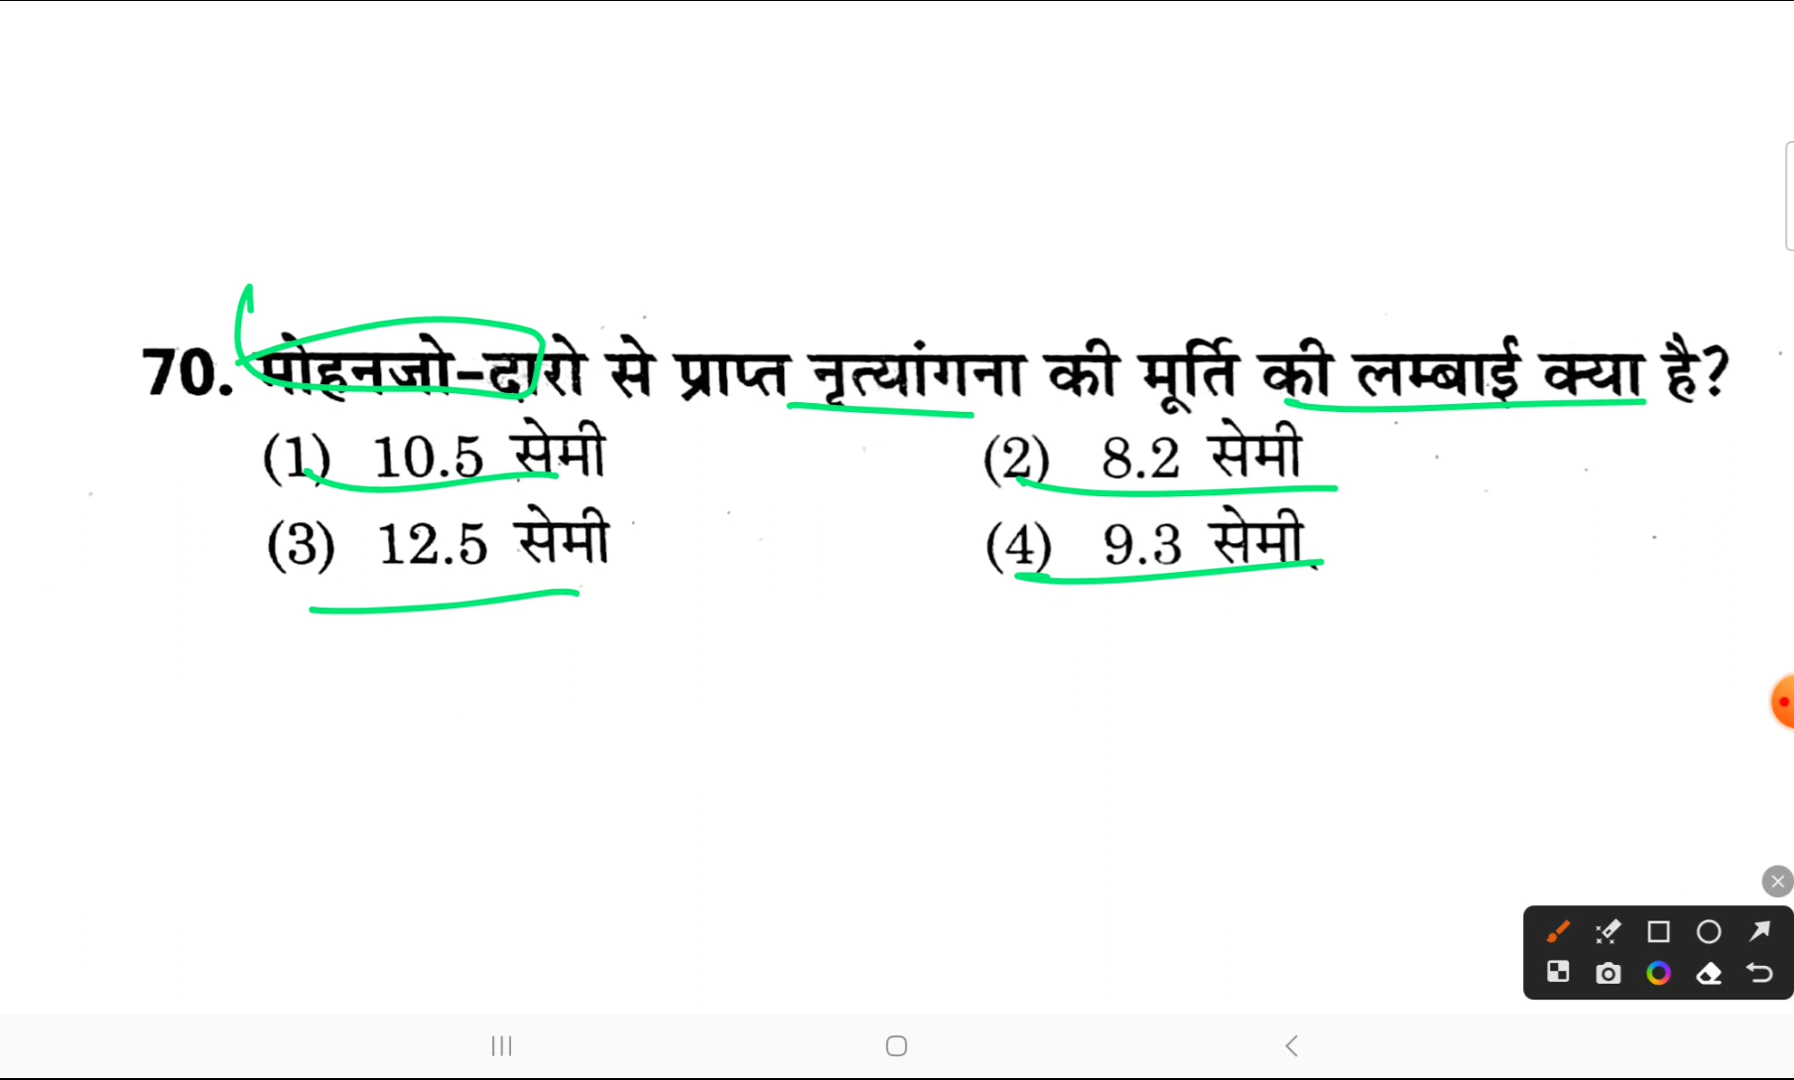 70. मोहनजो-दारो से प्राप्त नृत्यांगना की मूर्ति की लम्बाई क्या है?
(1) 10.5 सेमी (2) 8.2 सेमी
(3) 12.5 सेमी (4) 9.3 सेमी